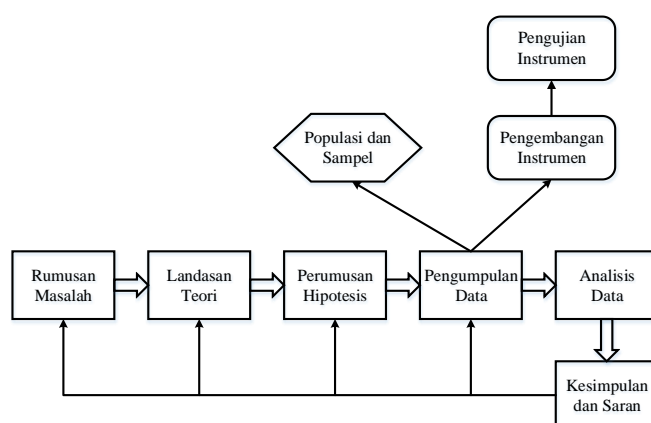 Pengujian
Instrumen
Populasi dan
Sampel
Pengembangan
Instrumen
Rumusan
Masalah
Landasan
Teori
Perumusan
Hipotesis
Pengumpulan
Data
Analisis
Data
Kesimpulan
dan Saran